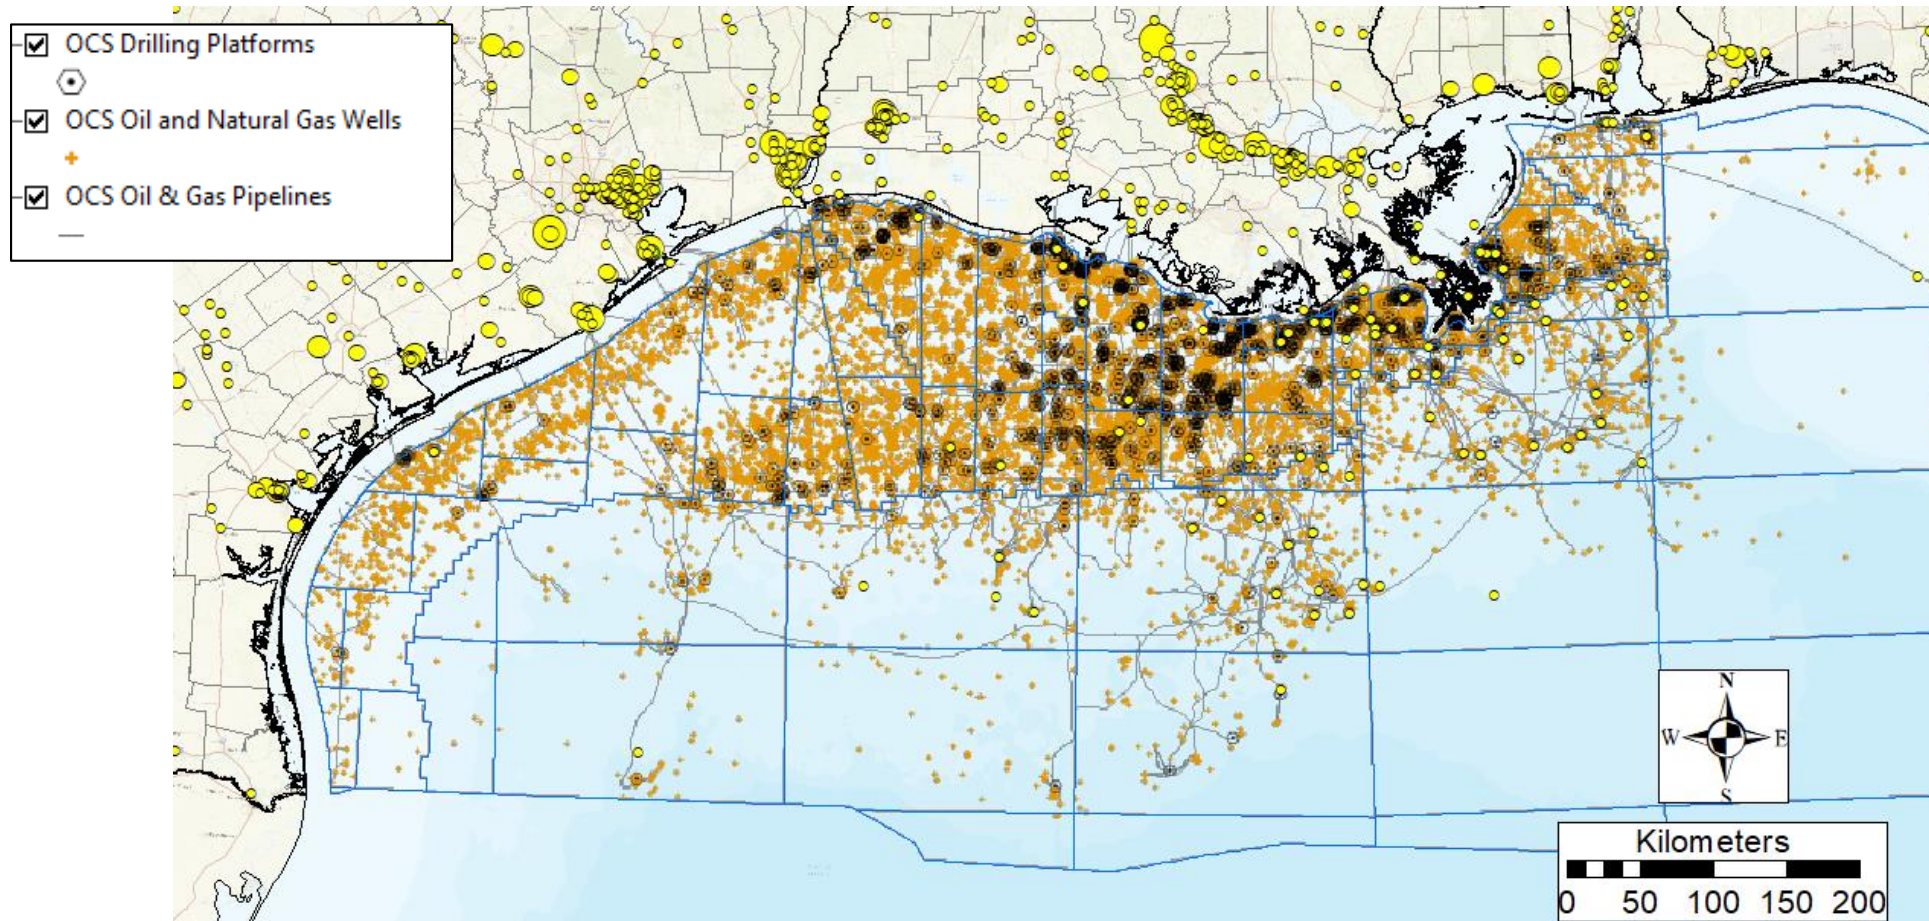 OCS Drilling Platforms
OCS Oil and Natural Gas Wells
OCS Oil & Gas Pipelines
N
W E
S
Kilometers
0 50 100 150 200